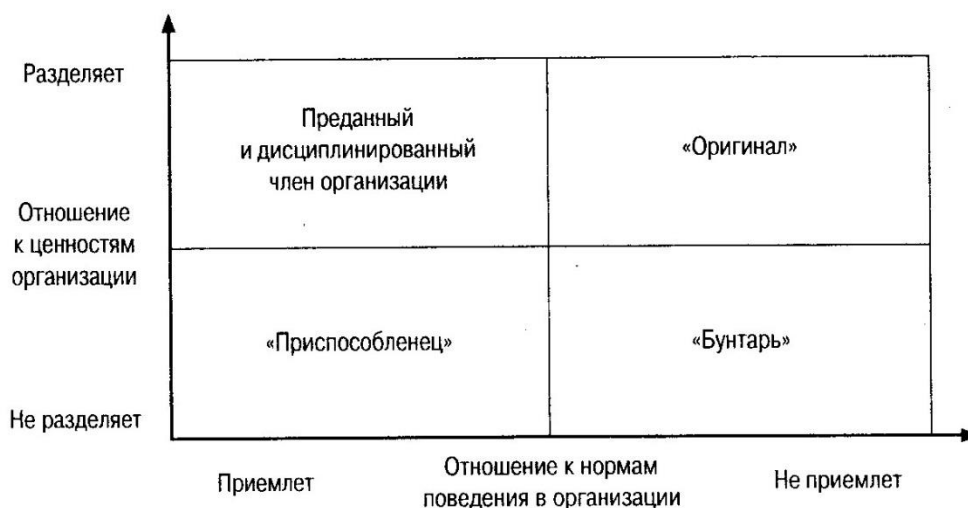 Разделяет
Преданный
и дисциплинированный
член организации
«Оригинал»
Отношение
к ценностям
организации
«Приспособленец»
«Бунтарь»
Не разделяет
Приемлет
Отношение к нормам
поведения в организации
Не приемлет